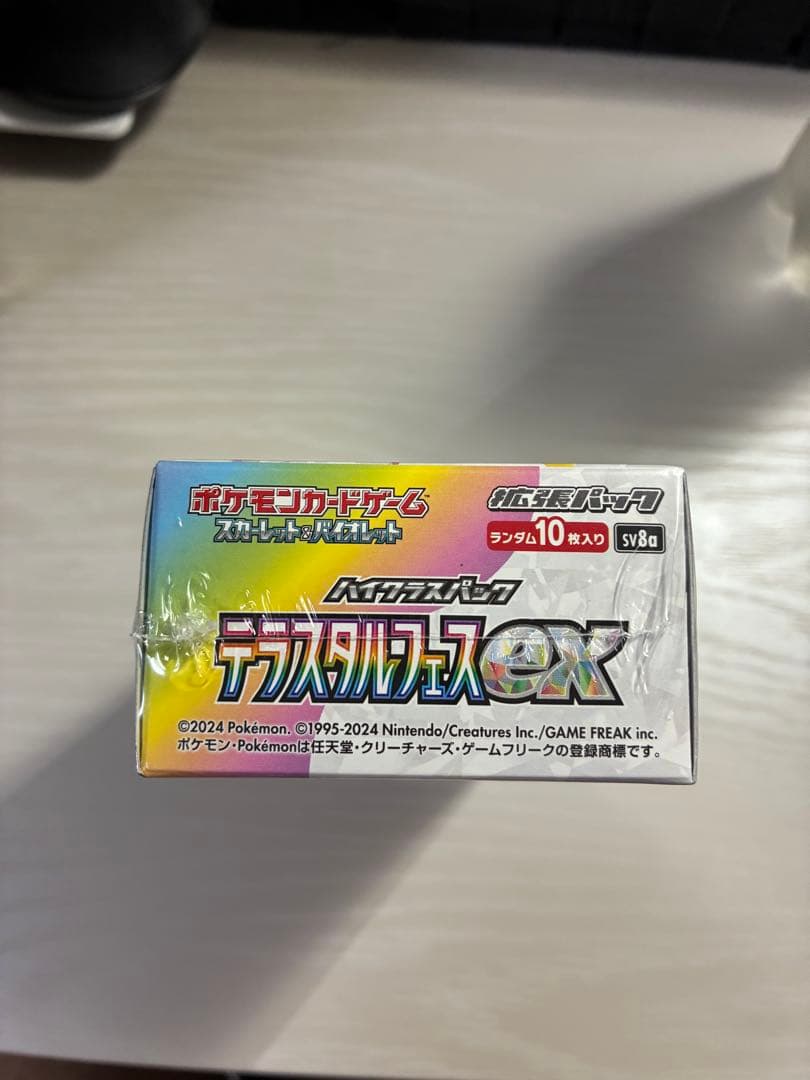 ポケモンカードゲーム™
スカーレット&バイオレット
拡張パック
ランダム10枚入り sv8a
ハイクラスパック
テラスタルフェスex
©2024 Pokémon. ©1995-2024 Nintendo/Creatures Inc./GAME FREAK inc.
ポケモン・Pokémonは任天堂・クリーチャーズ・ゲームフリークの登録商標です。